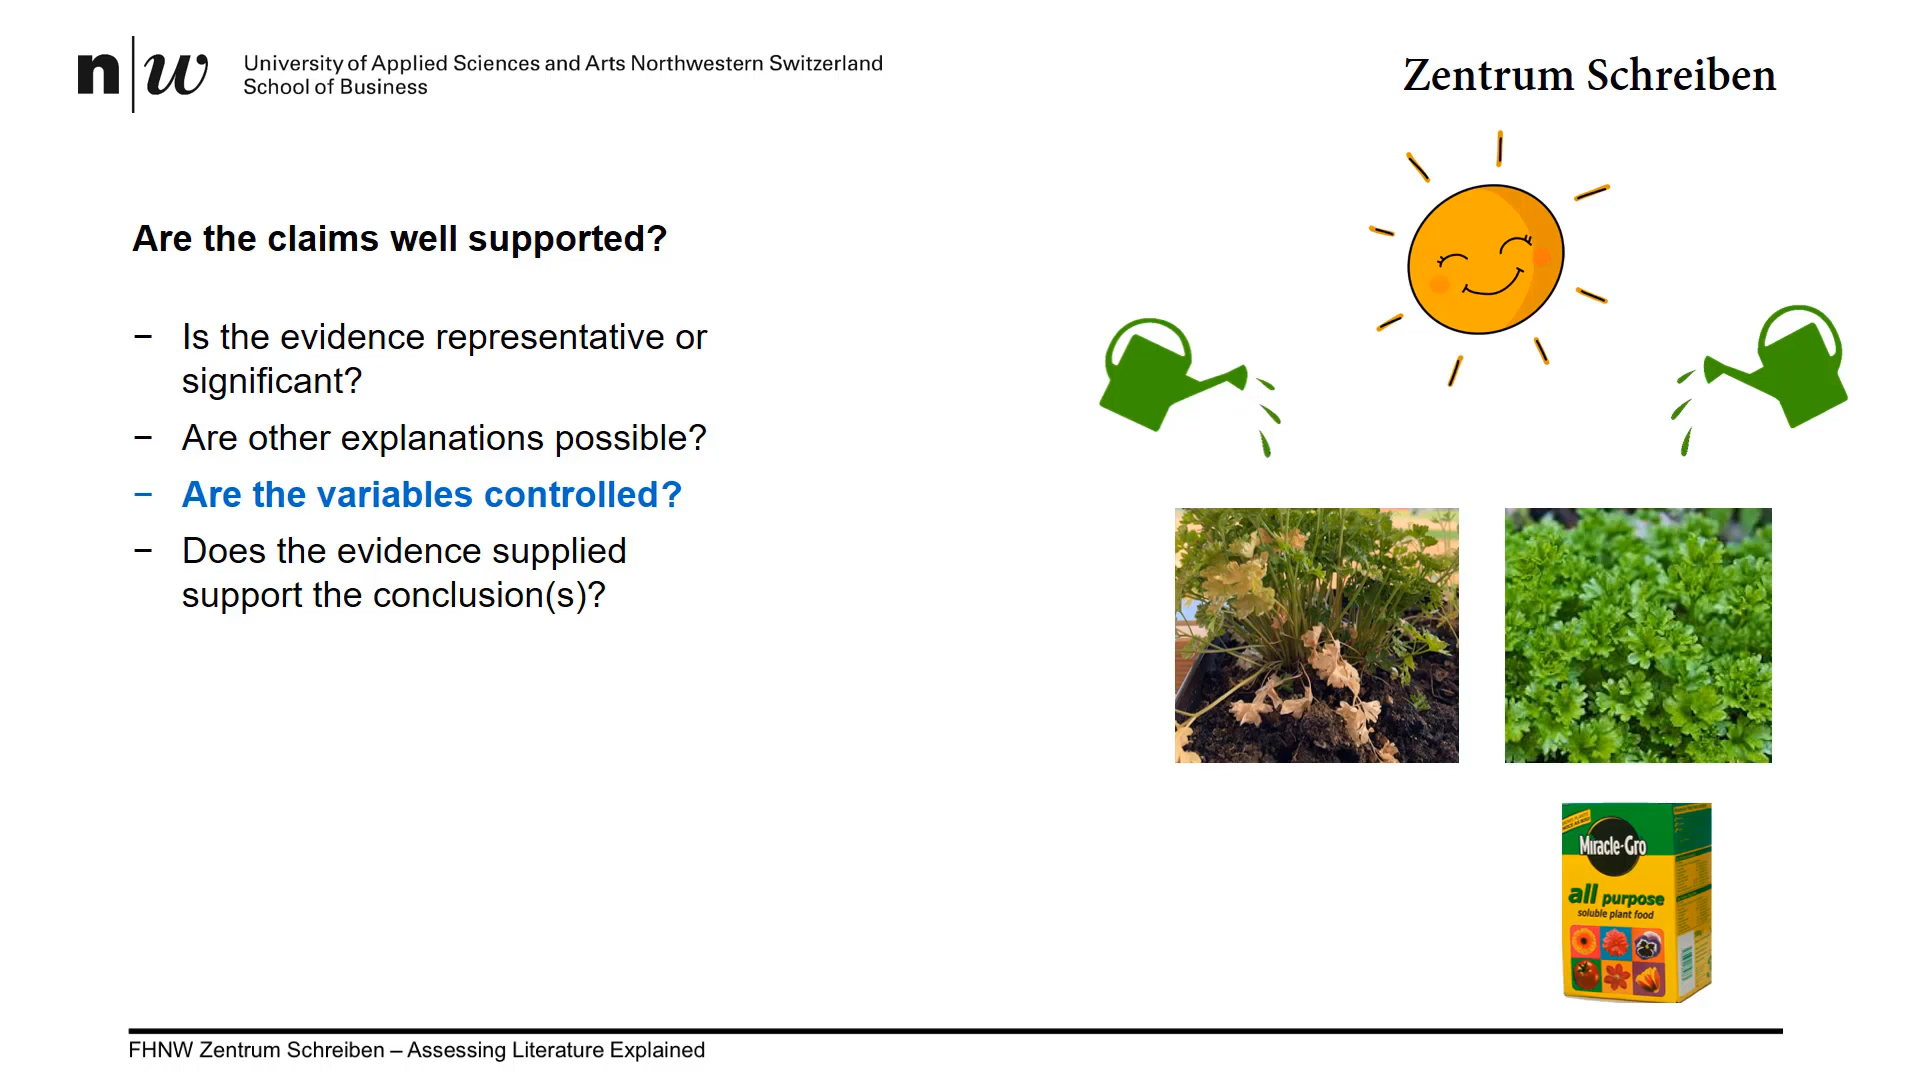 n|w University of Applied Sciences and Arts Northwestern Switzerland
School of Business
Zentrum Schreiben
Are the claims well supported?
− Is the evidence representative or
significant?
− Are other explanations possible?
− Are the variables controlled?
− Does the evidence supplied
support the conclusion(s)?
Miracle-Gro
all purpose
soluble plant food
FHNW Zentrum Schreiben – Assessing Literature Explained